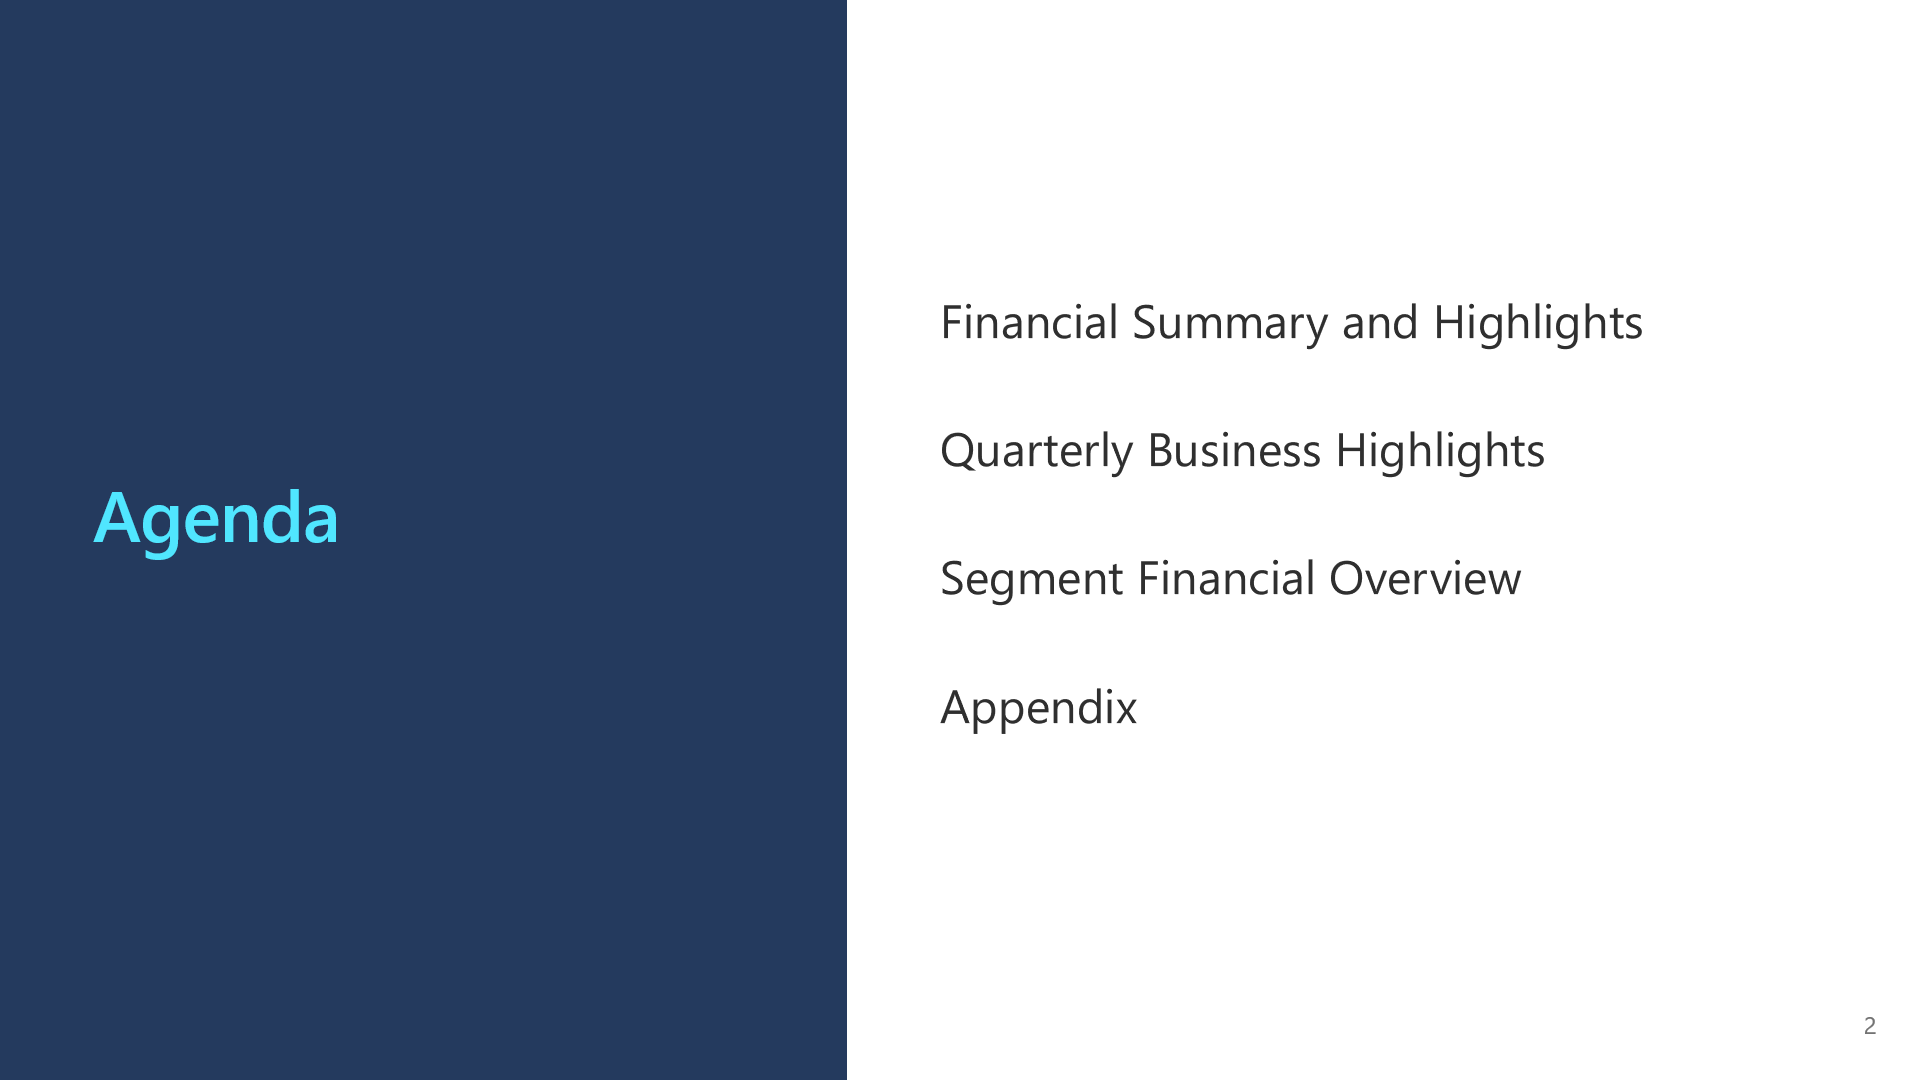 Agenda
Financial Summary and Highlights
Quarterly Business Highlights
Segment Financial Overview
Appendix
2